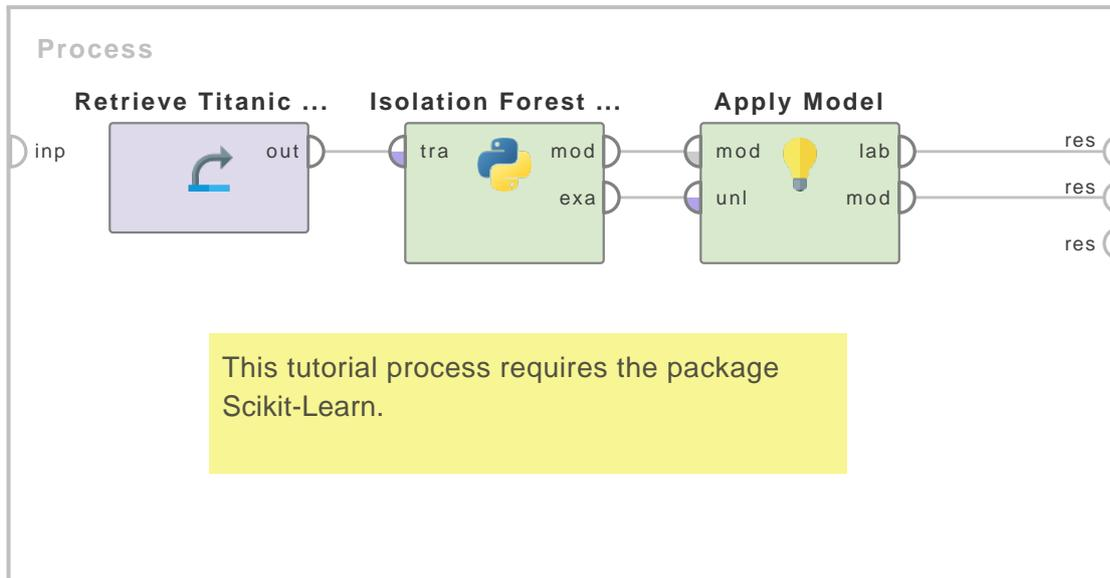 Process
Retrieve Titanic ... Isolation Forest ... Apply Model
inp out tra mod mod lab res
exa unl mod res
res
This tutorial process requires the package
Scikit-Learn.